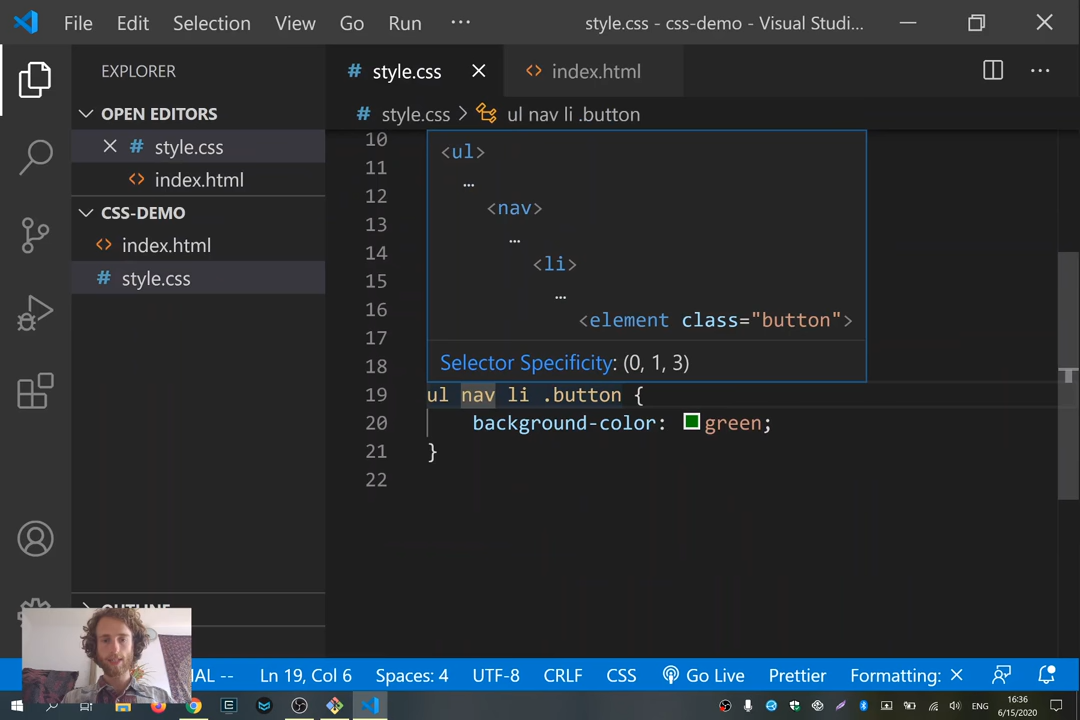 File Edit Selection View Go Run ··· style.css - css-demo - Visual Studi...
EXPLORER
OPEN EDITORS
# style.css
<> index.html
CSS-DEMO
<> index.html
# style.css
OUTLINE
# style.css
<> index.html
# style.css > ul nav li .button
10
11
12
13
14
15
16
17
18
<ul>
…
<nav>
…
<li>
…
<element class="button">
Selector Specificity: (0, 1, 3)
19 ul nav li .button {
20 background-color: green;
21 }
22
AL -- Ln 19, Col 6 Spaces: 4 UTF-8 CRLF CSS Go Live Prettier Formatting: ×
ENG 16:36
6/15/2020